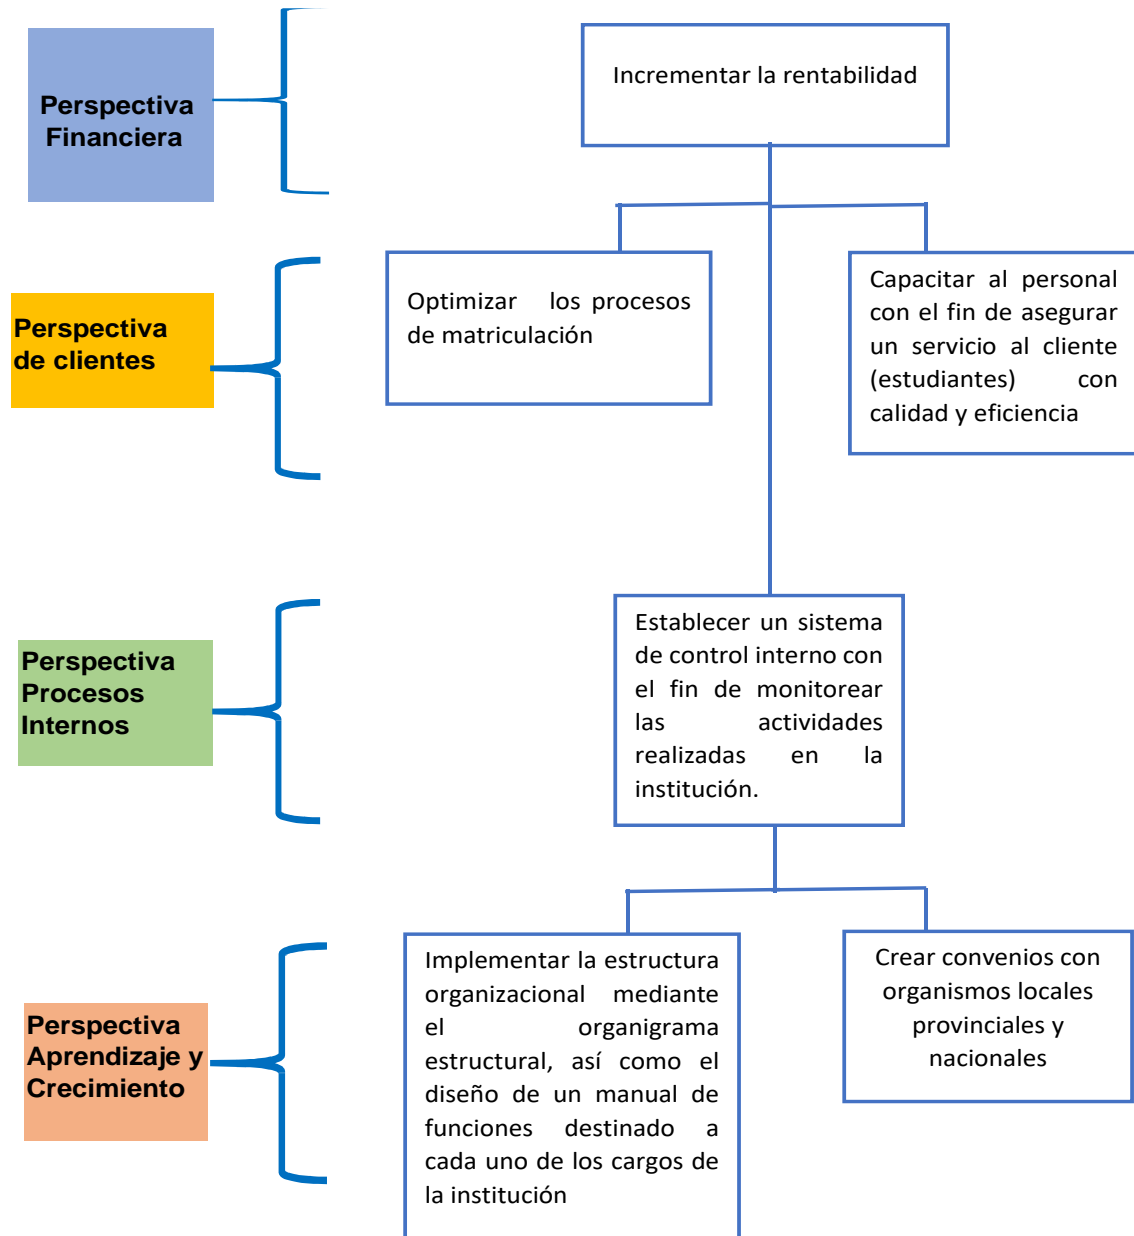 Perspectiva
Financiera
Incrementar la rentabilidad
Perspectiva
de clientes
Optimizar los procesos
de matriculación
Capacitar al personal
con el fin de asegurar
un servicio al cliente
(estudiantes) con
calidad y eficiencia
Perspectiva
Procesos
Internos
Establecer un sistema
de control interno con
el fin de monitorear
las actividades
realizadas en la
institución.
Perspectiva
Aprendizaje y
Crecimiento
Implementar la estructura
organizacional mediante
el organigrama
estructural, así como el
diseño de un manual de
funciones destinado a
cada uno de los cargos de
la institución
Crear convenios con
organismos locales
provinciales y
nacionales